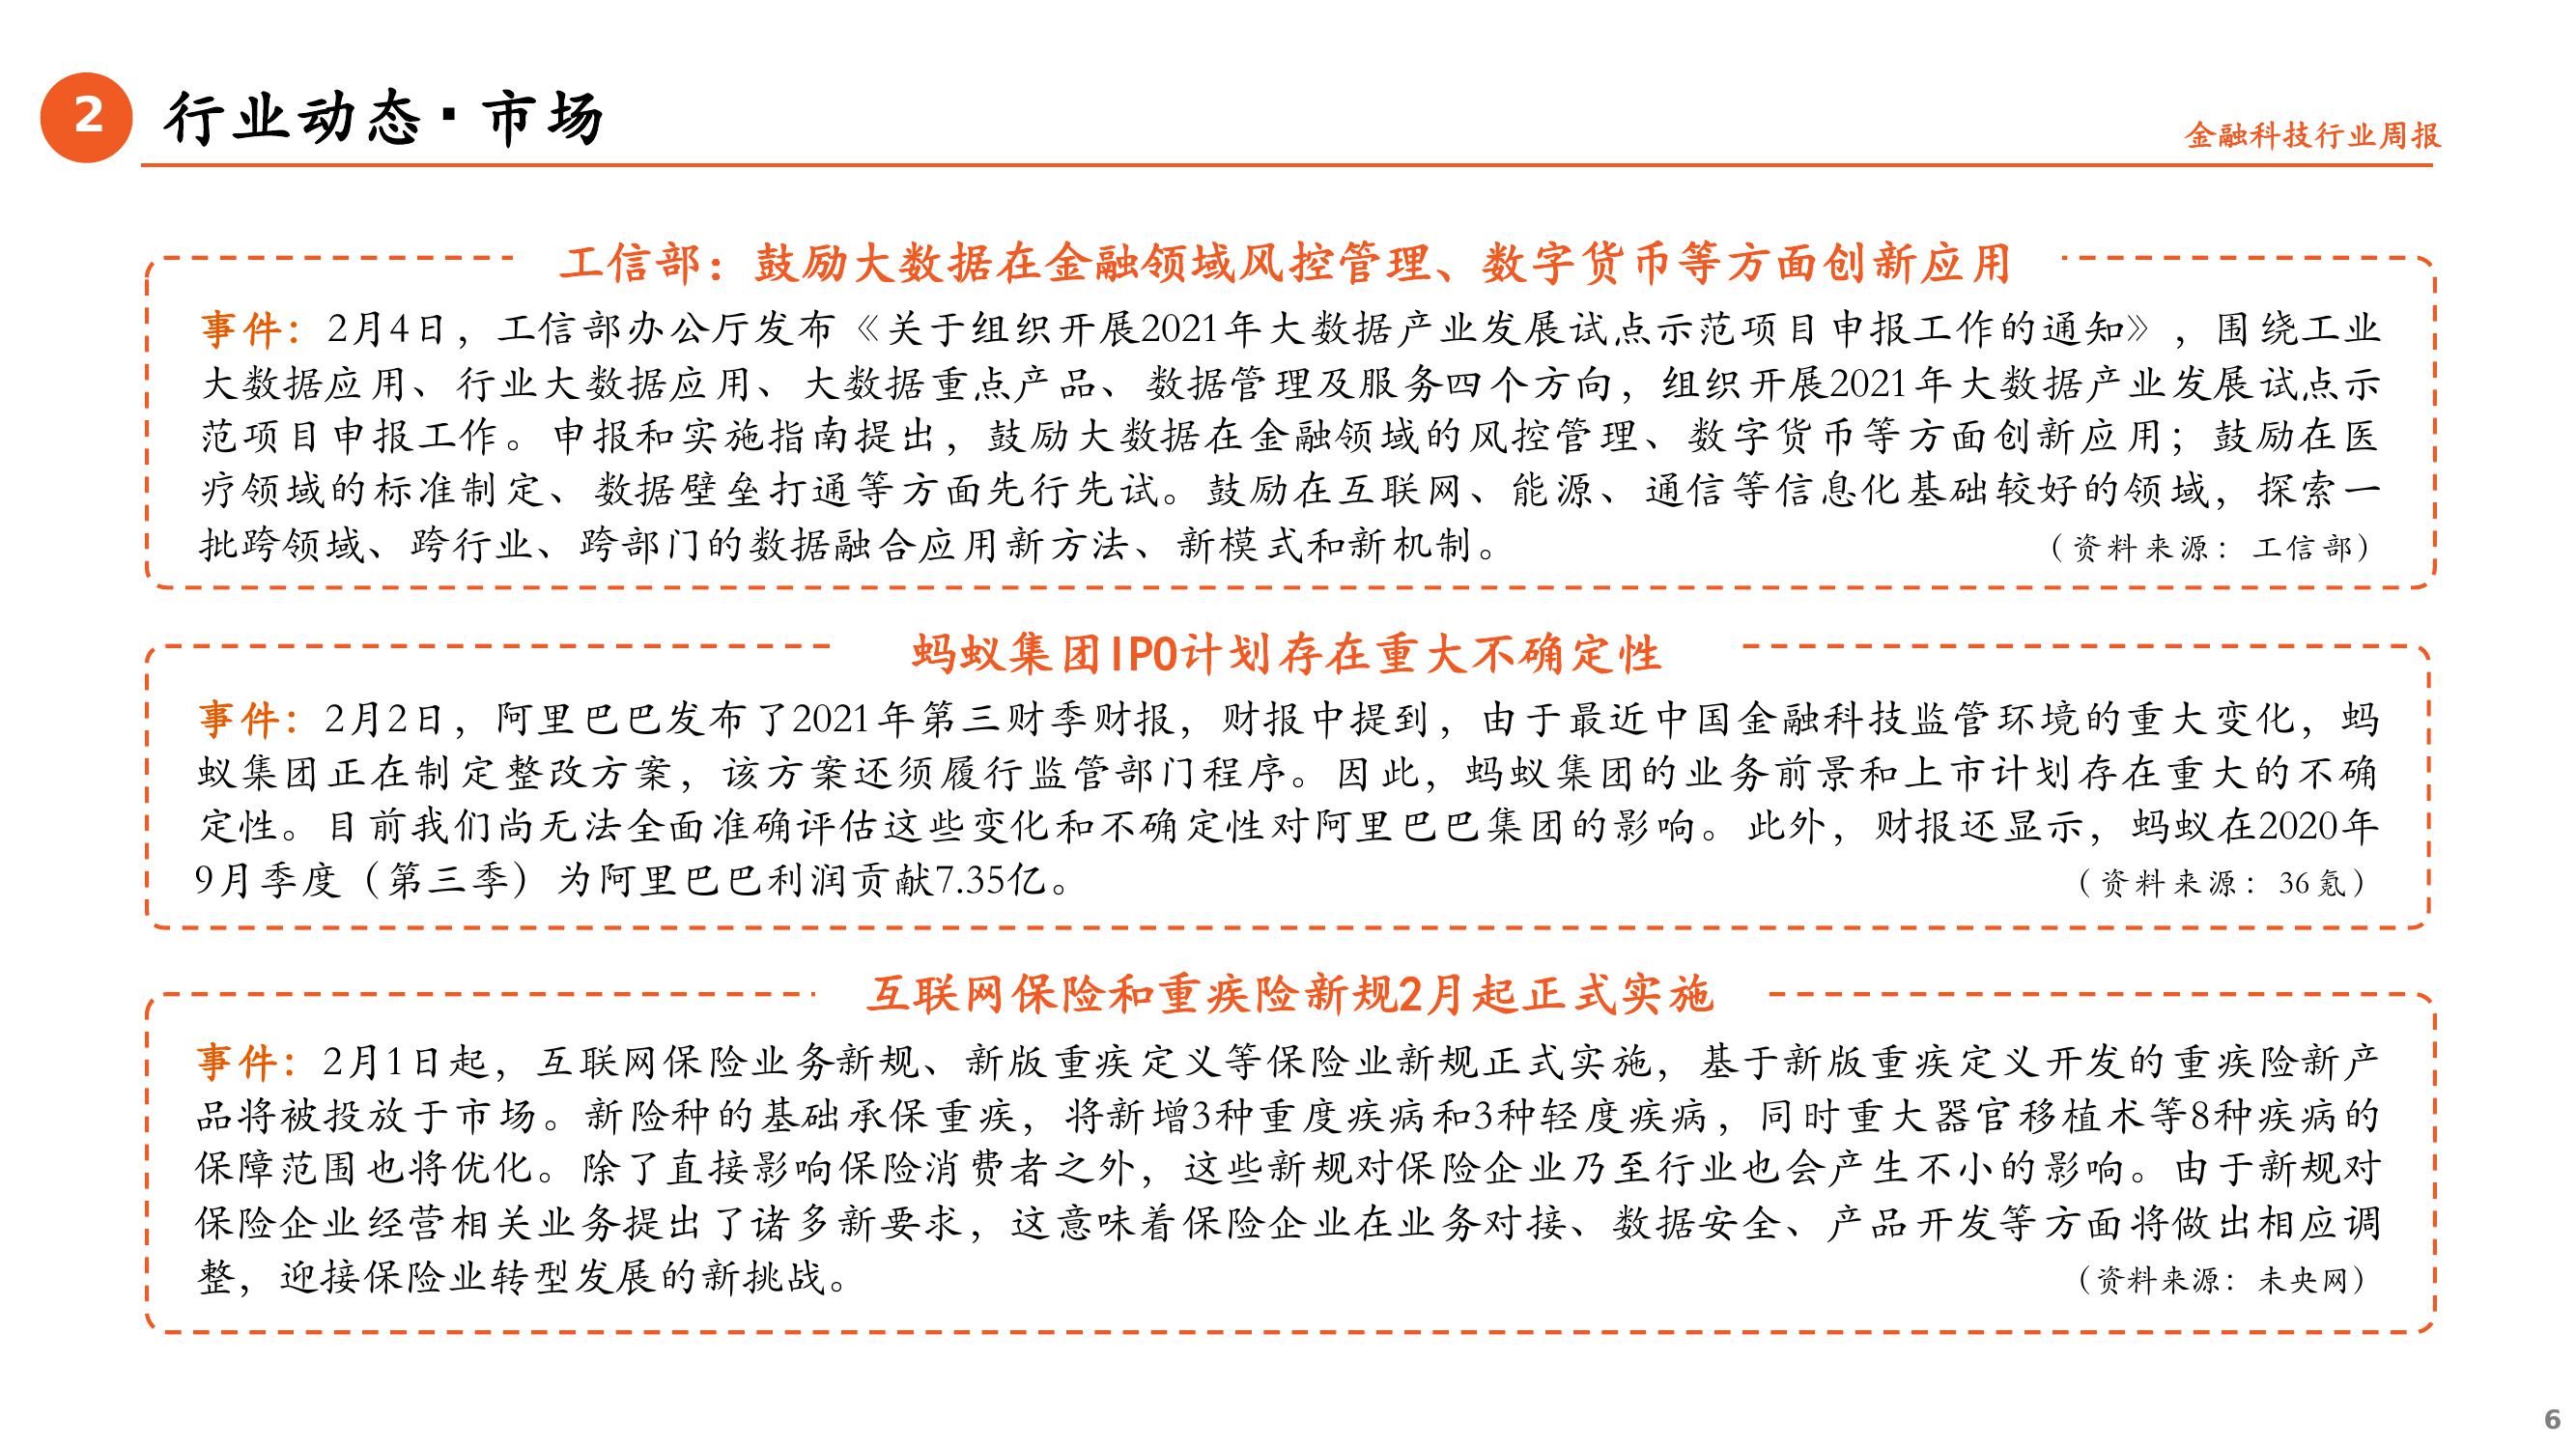 2
行业动态·市场
金融科技行业周报
工信部：鼓励大数据在金融领域风控管理、数字货币等方面创新应用
事件：2月4日，工信部办公厅发布《关于组织开展2021年大数据产业发展试点示范项目申报工作的通知》，围绕工业
大数据应用、行业大数据应用、大数据重点产品、数据管理及服务四个方向，组织开展2021年大数据产业发展试点示
范项目申报工作。申报和实施指南提出，鼓励大数据在金融领域的风控管理、数字货币等方面创新应用；鼓励在医
疗领域的标准制定、数据壁垒打通等方面先行先试。鼓励在互联网、能源、通信等信息化基础较好的领域，探索一
批跨领域、跨行业、跨部门的数据融合应用新方法、新模式和新机制。
（资料来源：工信部）
蚂蚁集团IPO计划存在重大不确定性
事件：2月2日，阿里巴巴发布了2021年第三财季财报，财报中提到，由于最近中国金融科技监管环境的重大变化，蚂
蚁集团正在制定整改方案，该方案还须履行监管部门程序。因此，蚂蚁集团的业务前景和上市计划存在重大的不确
定性。目前我们尚无法全面准确评估这些变化和不确定性对阿里巴巴集团的影响。此外，财报还显示，蚂蚁在2020年
9月季度（第三季）为阿里巴巴利润贡献7.35亿。
（资料来源：36氪）
互联网保险和重疾险新规2月起正式实施
事件：2月1日起，互联网保险业务新规、新版重疾定义等保险业新规正式实施，基于新版重疾定义开发的重疾险新产
品将被投放于市场。新险种的基础承保重疾，将新增3种重度疾病和3种轻度疾病，同时重大器官移植术等8种疾病的
保障范围也将优化。除了直接影响保险消费者之外，这些新规对保险企业乃至行业也会产生不小的影响。由于新规对
保险企业经营相关业务提出了诸多新要求，这意味着保险企业在业务对接、数据安全、产品开发等方面将做出相应调
整，迎接保险业转型发展的新挑战。
（资料来源：未央网）
6